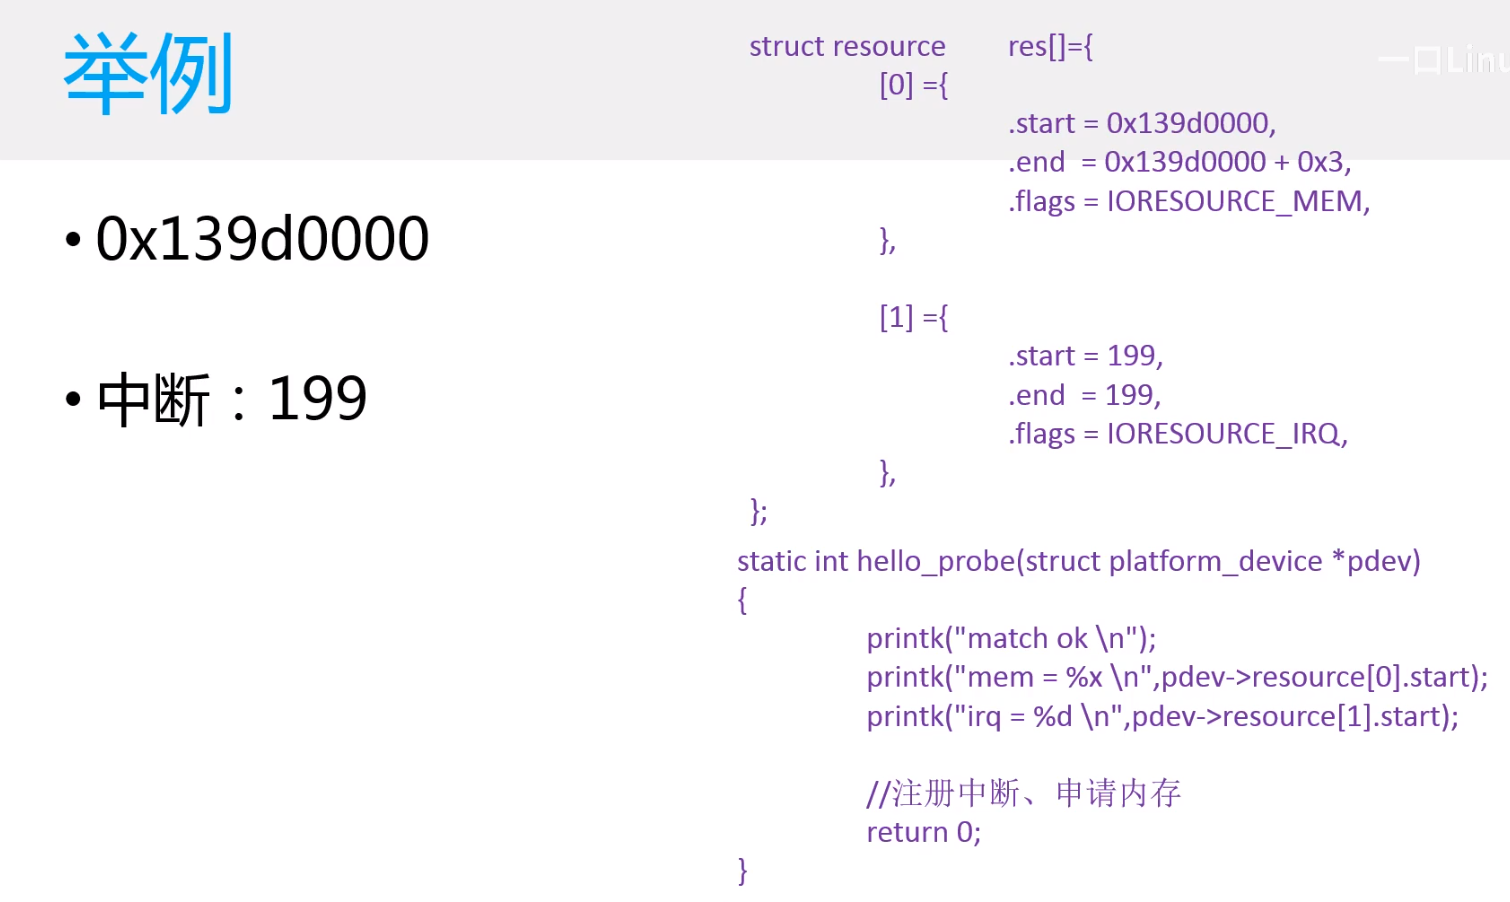 举例
• 0x139d0000
• 中断：199
一口Linu
struct resource res[]={
[0] ={
.start = 0x139d0000,
.end = 0x139d0000 + 0x3,
.flags = IORESOURCE_MEM,
},
[1] ={
.start = 199,
.end = 199,
.flags = IORESOURCE_IRQ,
},
};
static int hello_probe(struct platform_device *pdev)
{
printk("match ok \n");
printk("mem = %x \n",pdev->resource[0].start);
printk("irq = %d \n",pdev->resource[1].start);
//注册中断、申请内存
return 0;
}